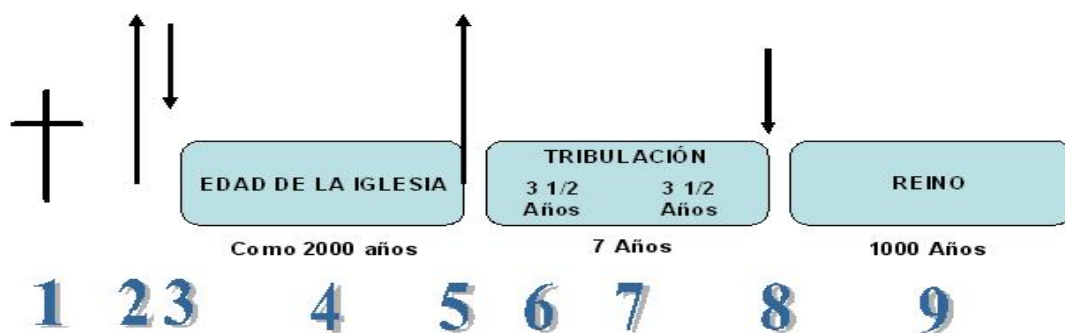 EDAD DE LA IGLESIA
TRIBULACIÓN
3 1/2 3 1/2
Años Años
REINO
Como 2000 años 7 Años 1000 Años
1 2 3 4 5 6 7 8 9